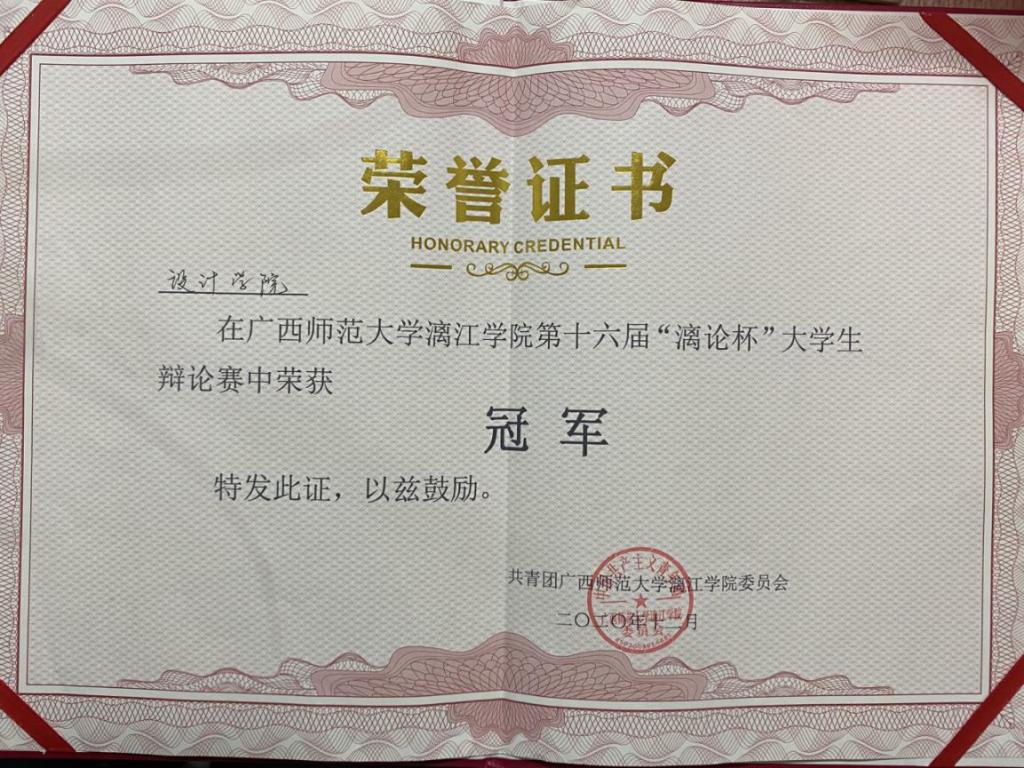 荣誉证书
HONORARY CREDENTIAL
设计学院
在广西师范大学漓江学院第十六届“漓论杯”大学生
辩论赛中荣获
冠军
特发此证，以兹鼓励。
共青团广西师范大学漓江学院委员会
二〇二〇年十二月
委员会